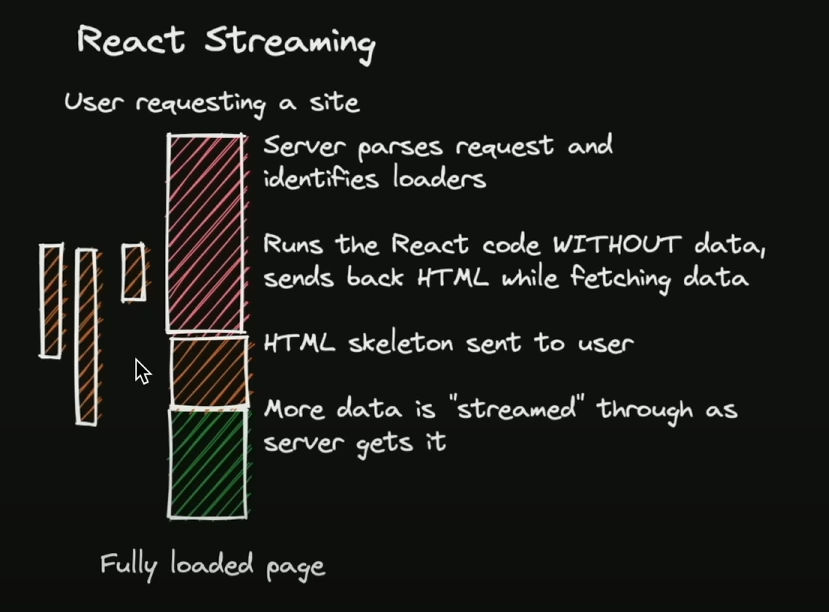 React Streaming
User requesting a site
Server parses request and
identifies loaders
Runs the React code WITHOUT data,
sends back HTML while fetching data
HTML skeleton sent to user
More data is "streamed" through as
server gets it
Fully loaded page